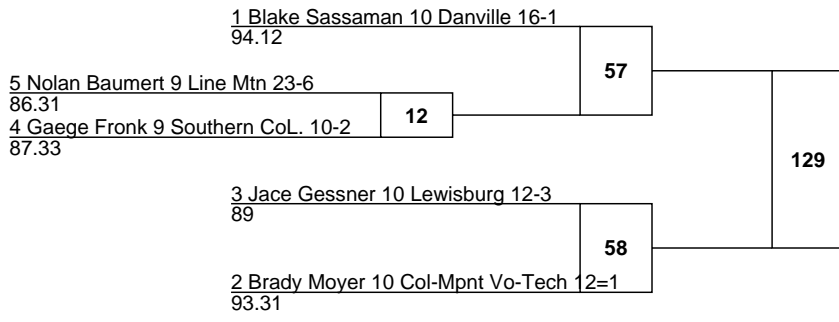 1 Blake Sassaman 10 Danville 16-1
94.12
57
5 Nolan Baumert 9 Line Mtn 23-6
86.31
12
4 Gaege Fronk 9 Southern CoL. 10-2
87.33
129
3 Jace Gessner 10 Lewisburg 12-3
89
58
2 Brady Moyer 10 Col-Mpnt Vo-Tech 12=1
93.31